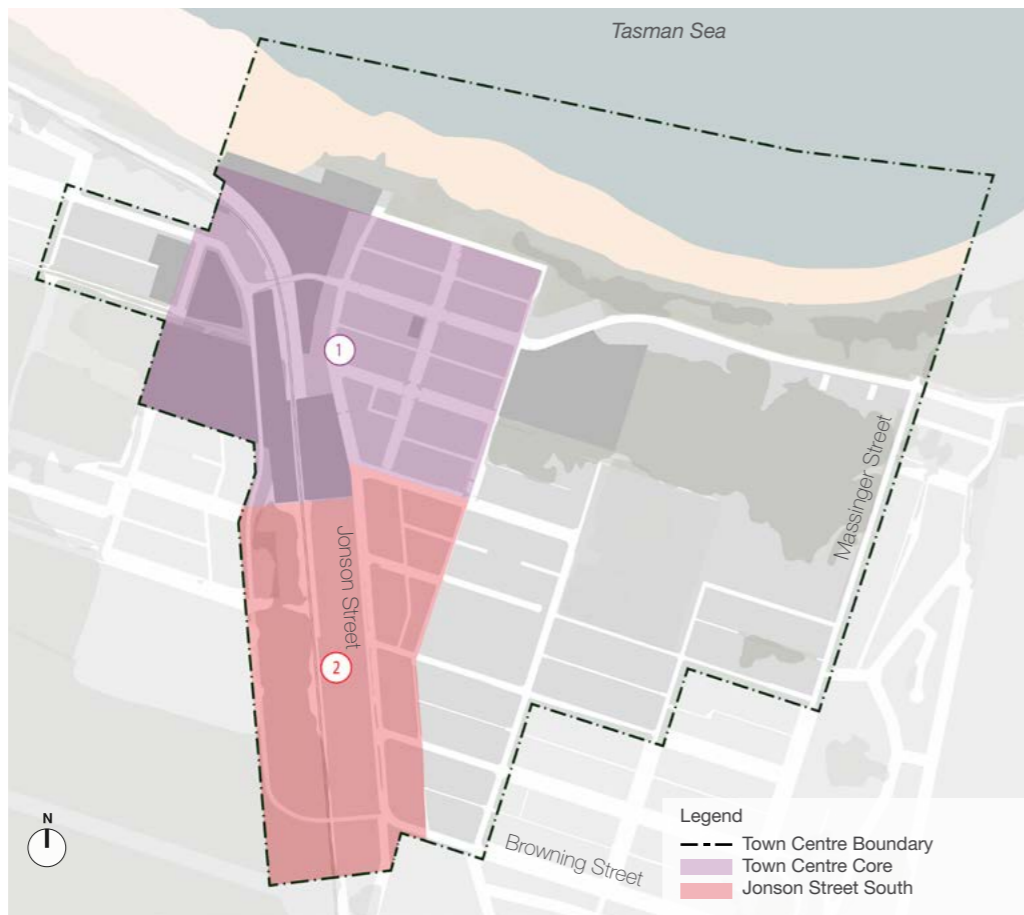 Tasman Sea
1
Massinger Street
Jonson Street
2
Browning Street
N
Legend
Town Centre Boundary
Town Centre Core
Jonson Street South